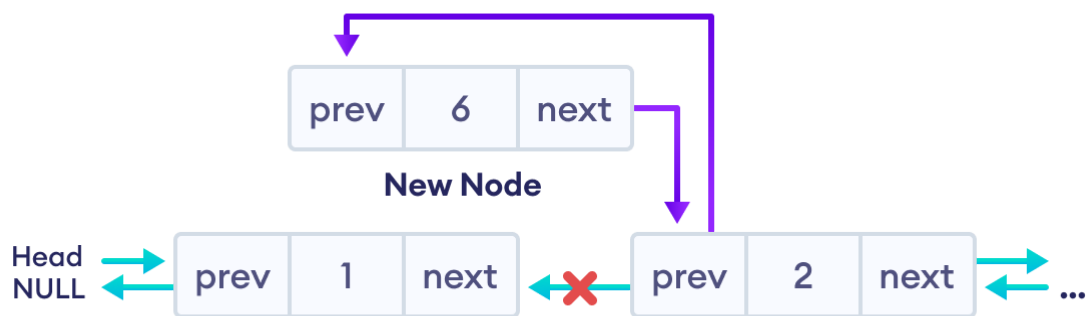 prev 6 next
New Node
Head
NULL
prev 1 next
prev 2 next
...